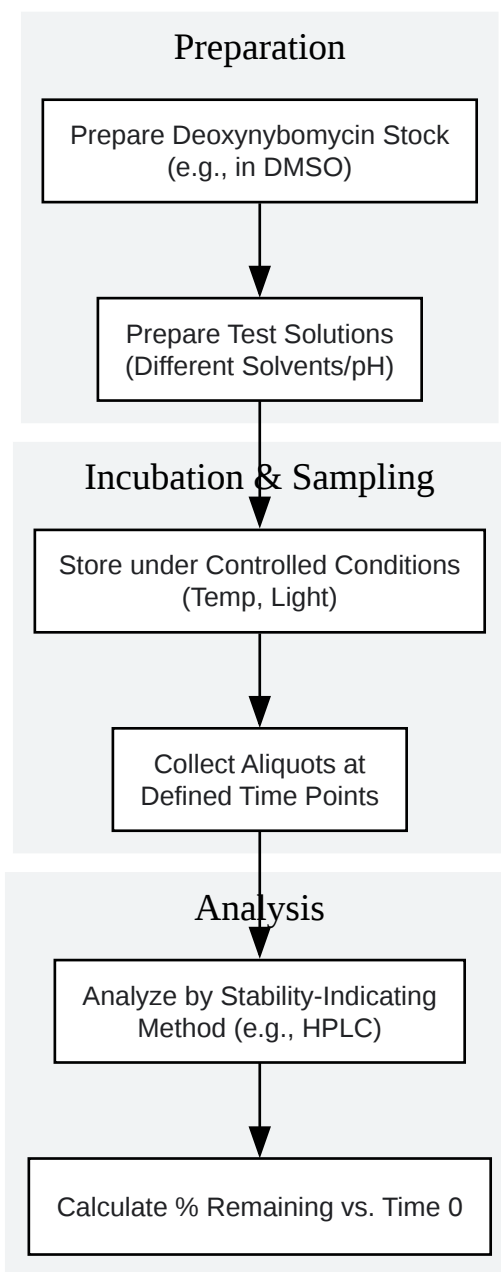 Preparation
Prepare Deoxynybomycin Stock
(e.g., in DMSO)
Prepare Test Solutions
(Different Solvents/pH)
Incubation & Sampling
Store under Controlled Conditions
(Temp, Light)
Collect Aliquots at
Defined Time Points
Analysis
Analyze by Stability-Indicating
Method (e.g., HPLC)
Calculate % Remaining vs. Time 0